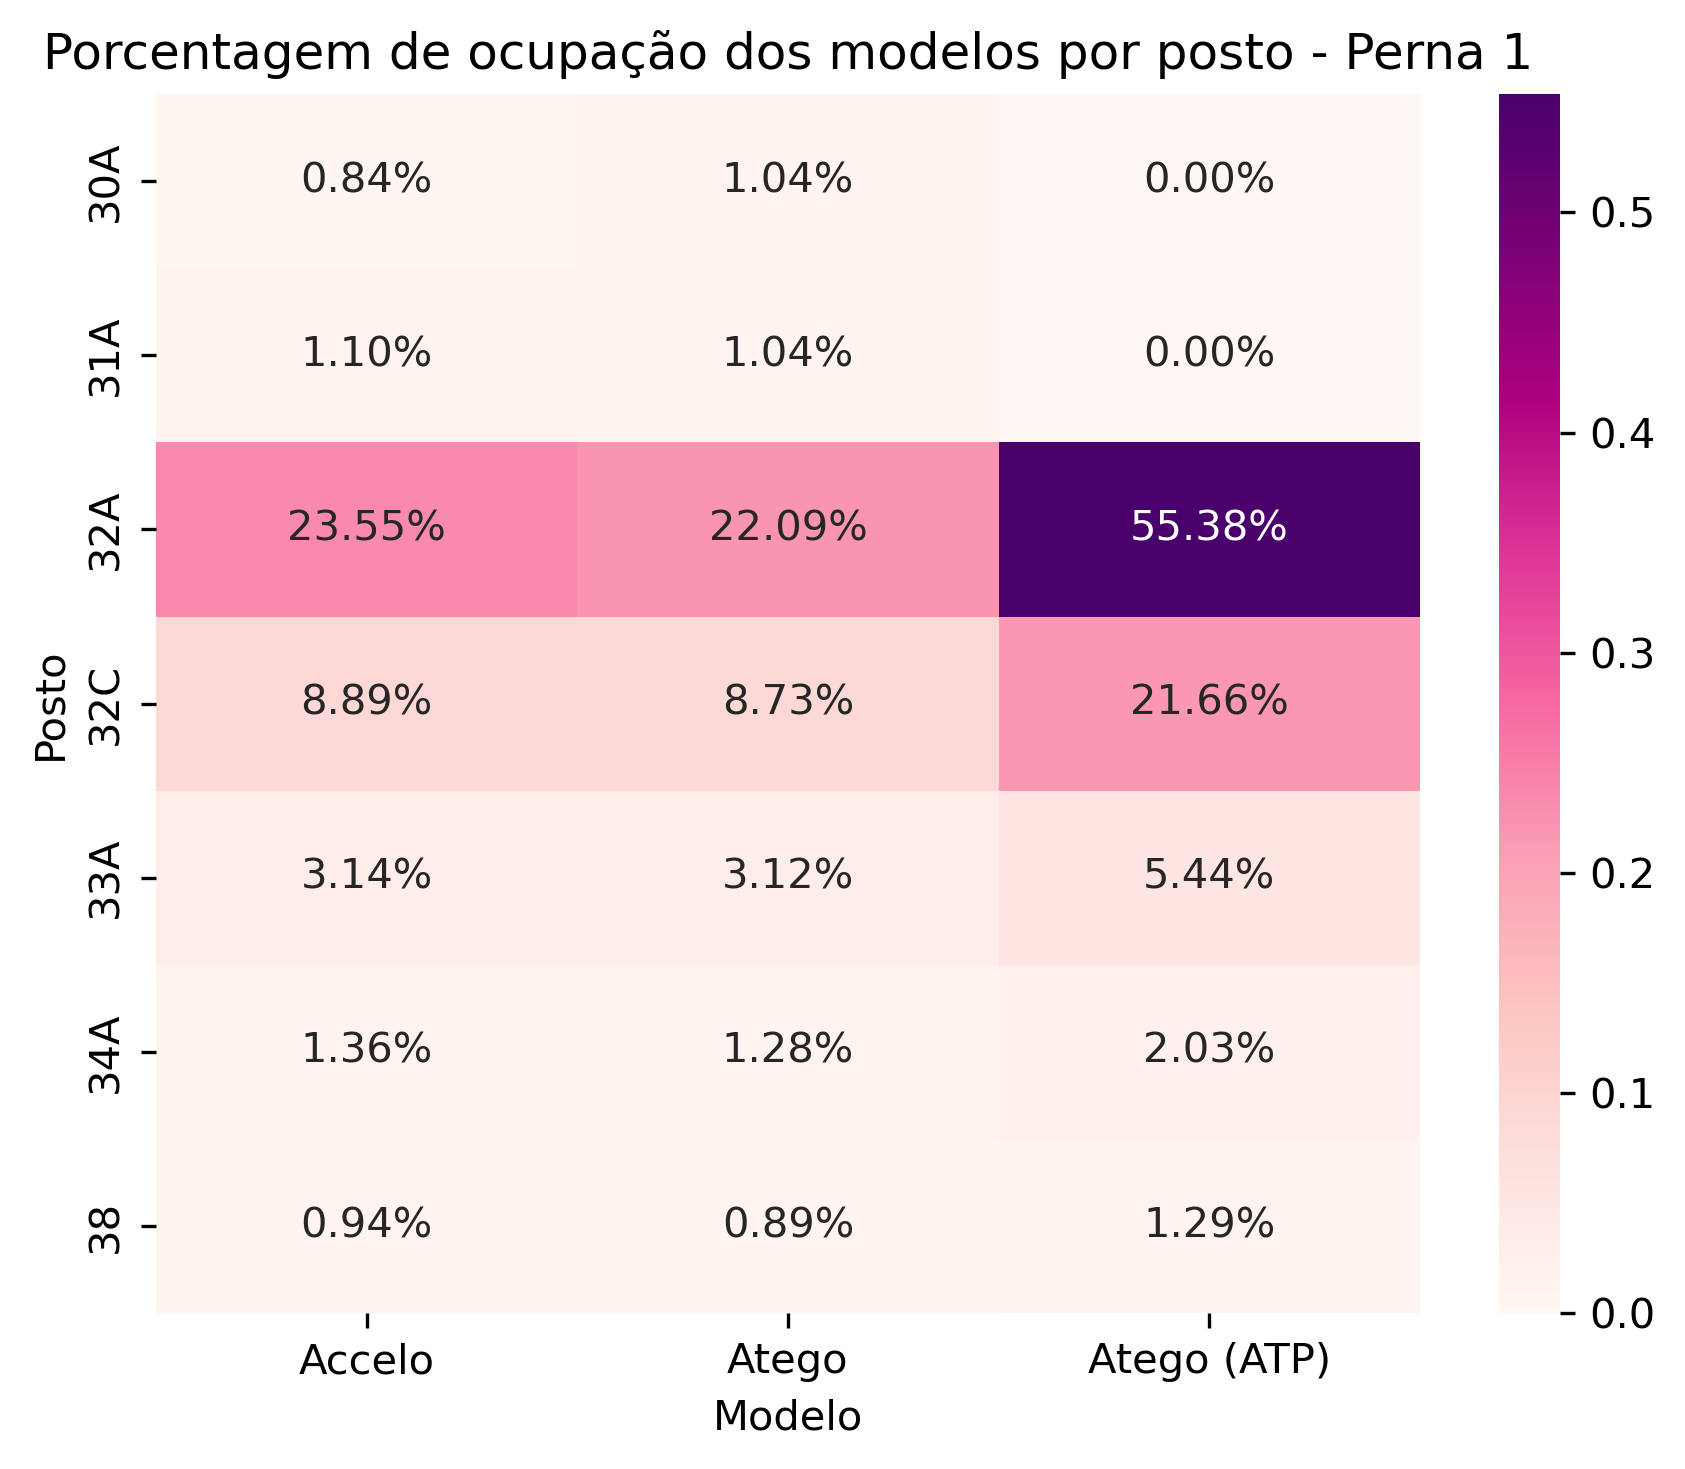 Porcentagem de ocupação dos modelos por posto - Perna 1
30A 0.84% 1.04% 0.00%
31A 1.10% 1.04% 0.00%
32A 23.55% 22.09% 55.38%
32C 8.89% 8.73% 21.66%
33A 3.14% 3.12% 5.44%
34A 1.36% 1.28% 2.03%
38 0.94% 0.89% 1.29%
Posto
Accelo Atego Atego (ATP)
Modelo
0.5
0.4
0.3
0.2
0.1
0.0